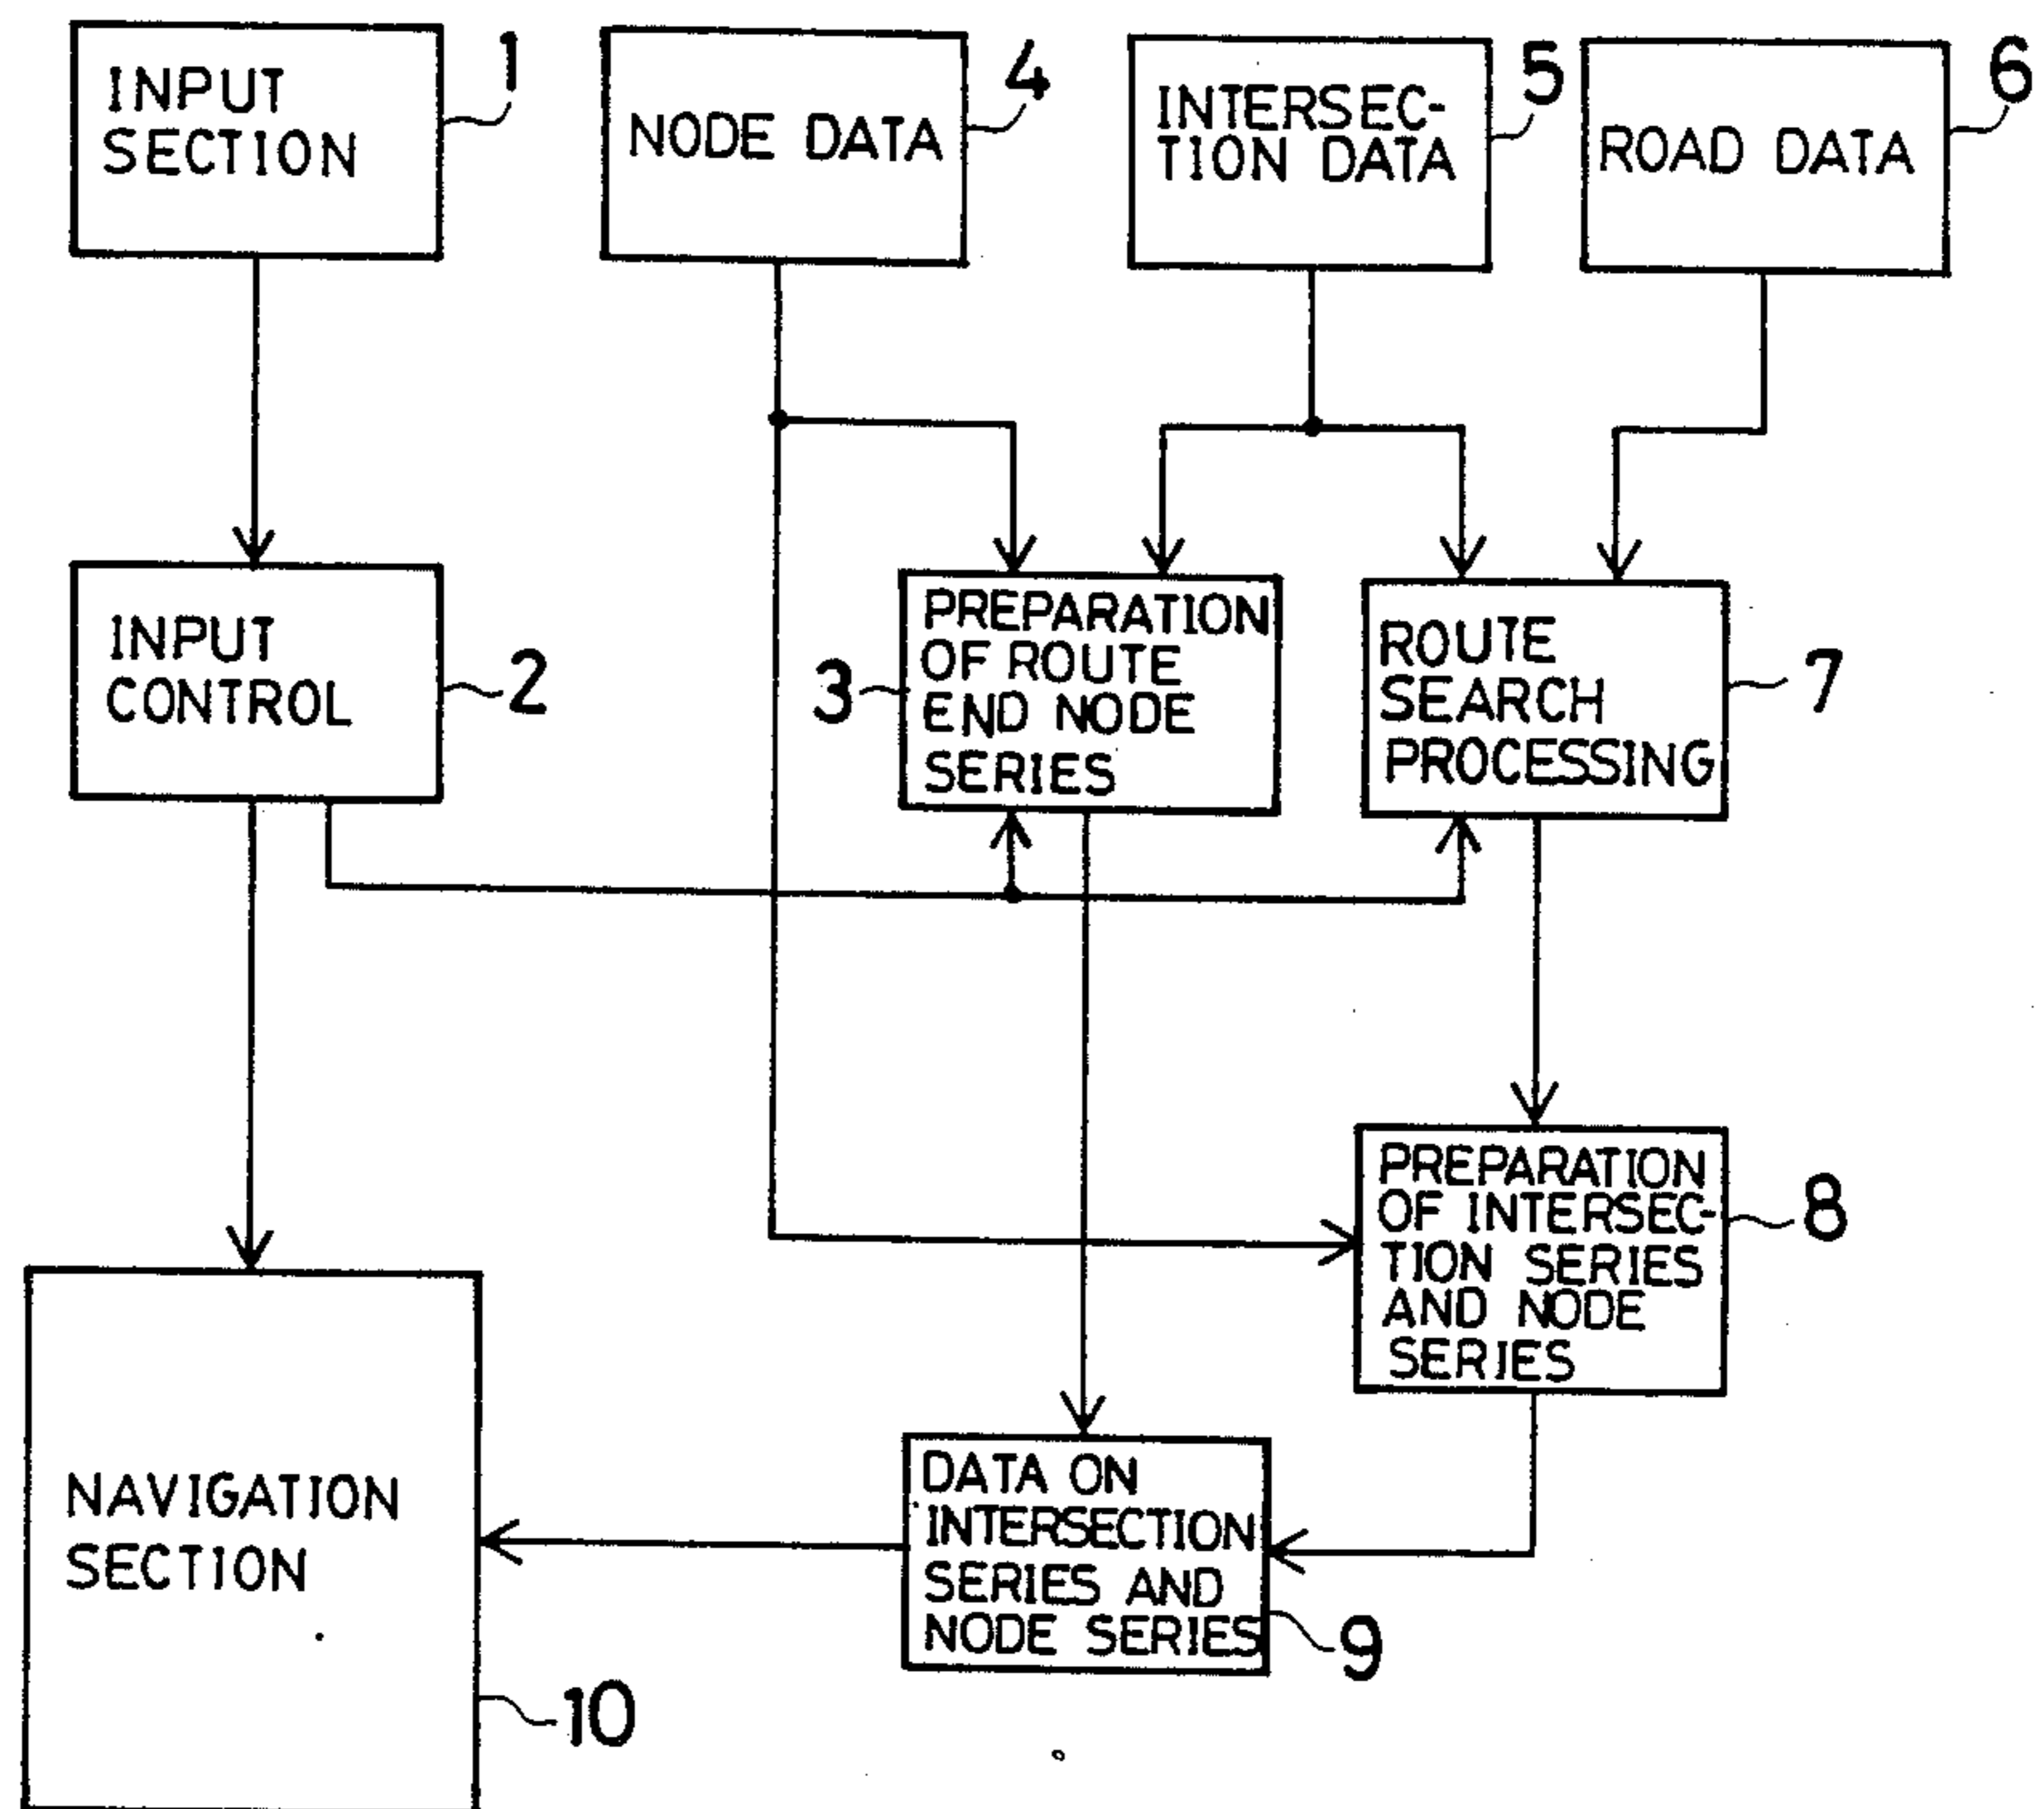 INPUT
SECTION
1
NODE DATA
4
INTERSEC-
TION DATA
5
ROAD DATA
6
INPUT
CONTROL
2
PREPARATION
OF ROUTE
END NODE
SERIES
3
ROUTE
SEARCH
PROCESSING
7
PREPARATION
OF INTERSEC-
TION SERIES
AND NODE
SERIES
8
NAVIGATION
SECTION
10
DATA ON
INTERSECTION
SERIES AND
NODE SERIES
9